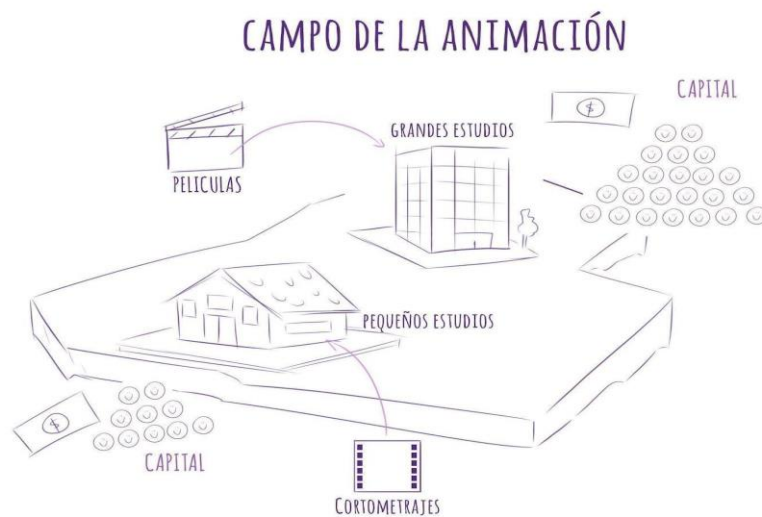 CAMPO DE LA ANIMACIÓN
CAPITAL
$
GRANDES ESTUDIOS
PELICULAS
PEQUEÑOS ESTUDIOS
$
CAPITAL
CORTOMETRAJES